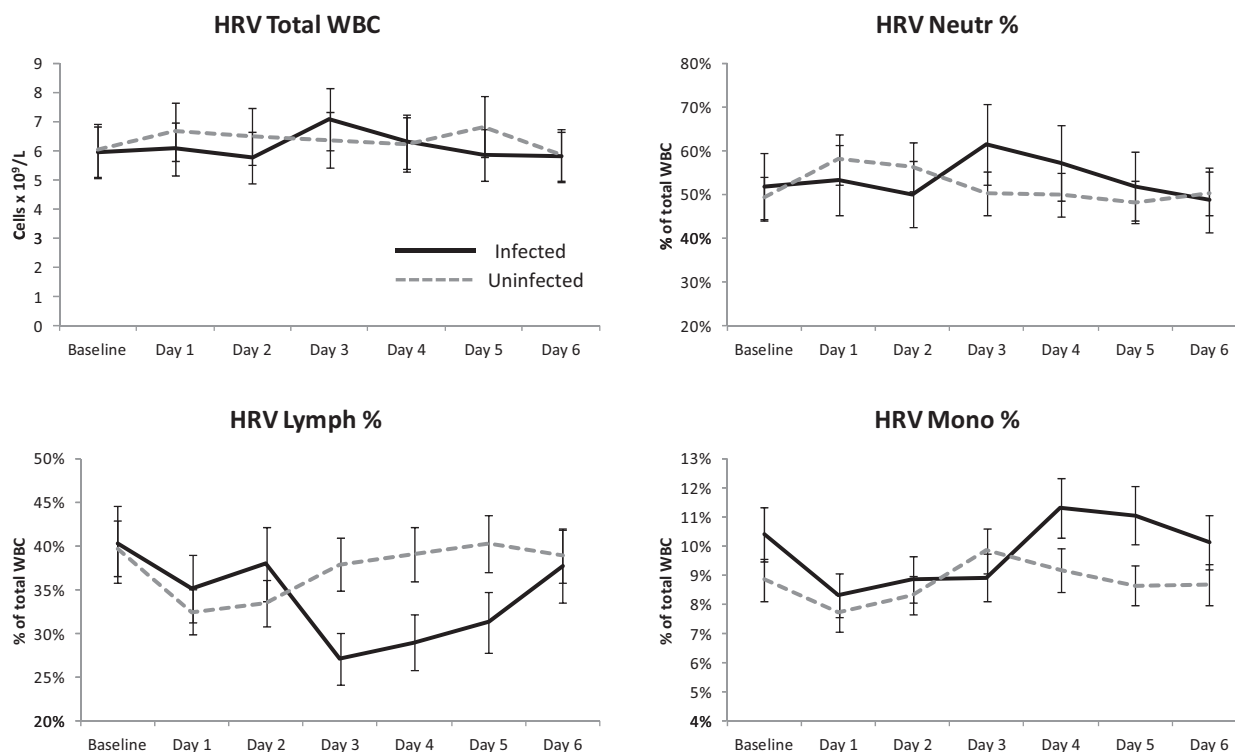 HRV Total WBC
Cells x 10⁹/L
9
8
7
6
5
4
3
2
1
0
Infected
Uninfected
Baseline Day 1 Day 2 Day 3 Day 4 Day 5 Day 6
HRV Neutr %
% of total WBC
80%
70%
60%
50%
40%
30%
20%
Baseline Day 1 Day 2 Day 3 Day 4 Day 5 Day 6
HRV Lymph %
% of total WBC
50%
45%
40%
35%
30%
25%
20%
Baseline Day 1 Day 2 Day 3 Day 4 Day 5 Day 6
HRV Mono %
% of total WBC
13%
12%
11%
10%
9%
8%
7%
6%
5%
4%
Baseline Day 1 Day 2 Day 3 Day 4 Day 5 Day 6